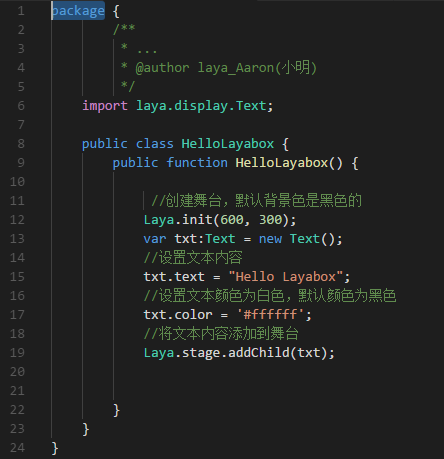 1 package {
2 /**
3 * ...
4 * @author laya_Aaron(小明)
5 */
6 import laya.display.Text;
7
8 public class HelloLayabox {
9 public function HelloLayabox() {
10
11 //创建舞台，默认背景色是黑色的
12 Laya.init(600, 300);
13 var txt:Text = new Text();
14 //设置文本内容
15 txt.text = "Hello Layabox";
16 //设置文本颜色为白色，默认颜色为黑色
17 txt.color = '#ffffff';
18 //将文本内容添加到舞台
19 Laya.stage.addChild(txt);
20
21
22 }
23 }
24 }